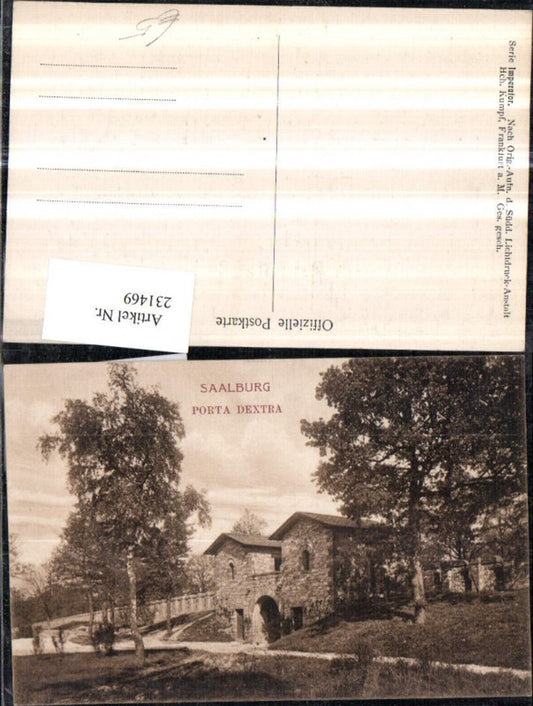 Offizielle Postkarte
Serie Imperator. Nach Orig.-Aufn. d. Südd. Lichtdruck-Anstalt
Hch. Kumpf, Frankfurt a. M. Ges. gesch.
Artikel Nr.
231469
SAALBURG
PORTA DEXTRA